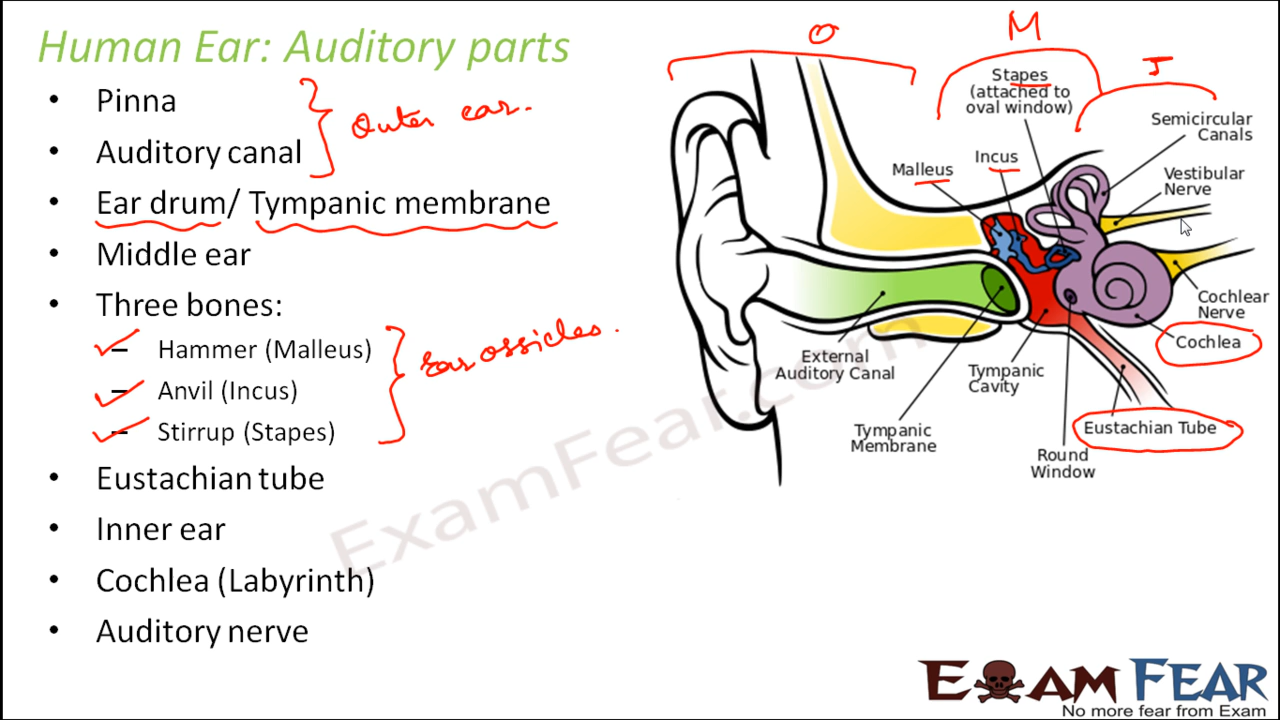 Human Ear: Auditory parts
• Pinna
• Auditory canal
Outer ear.
• Ear drum/ Tympanic membrane
• Middle ear
• Three bones:
– Hammer (Malleus)
– Anvil (Incus)
– Stirrup (Stapes)
Ear ossicles.
• Eustachian tube
• Inner ear
• Cochlea (Labyrinth)
• Auditory nerve
O
M
I
Stapes
(attached to
oval window)
Semicircular
Canals
Incus
Malleus
Vestibular
Nerve
Cochlear
Nerve
Cochlea
External
Auditory Canal
Tympanic
Cavity
Tympanic
Membrane
Eustachian Tube
Round
Window
ExamFear.com
EXAM FEAR
No more fear from Exam